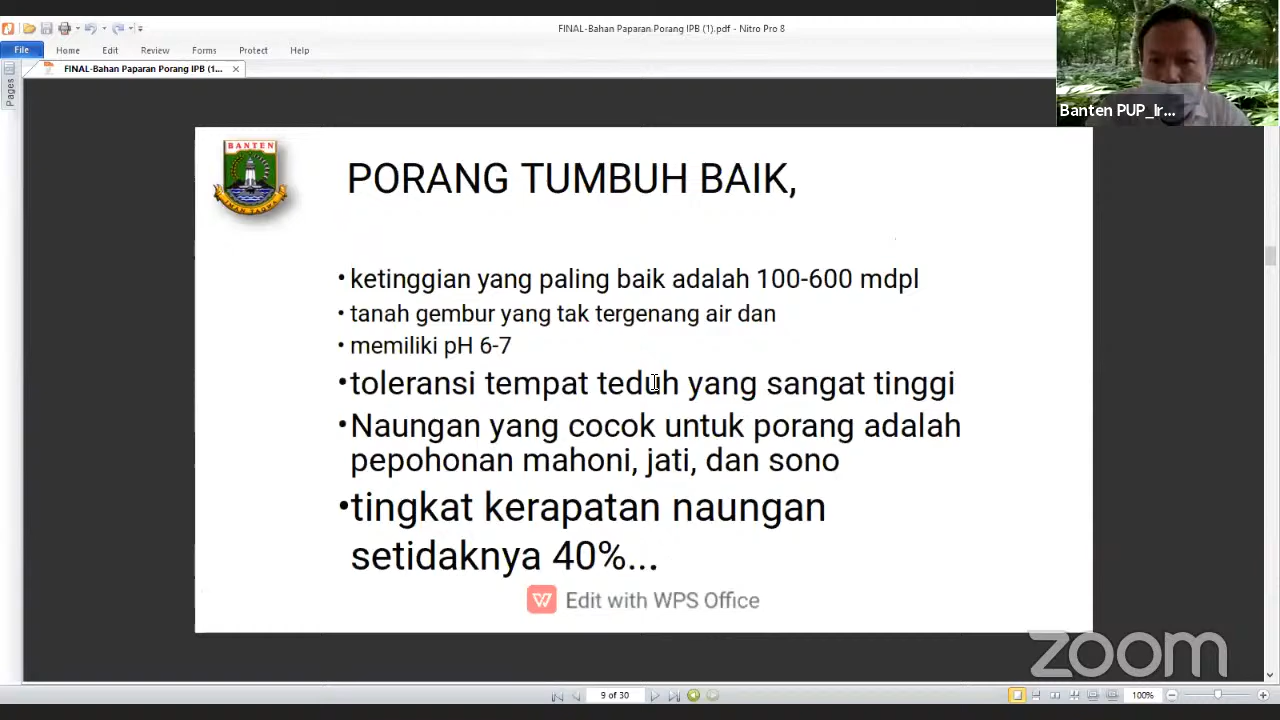 FINAL-Bahan Paparan Porang IPB (1).pdf - Nitro Pro 8
File Home Edit Review Forms Protect Help
FINAL-Bahan Paparan Porang IPB (1... ×
Pages
Banten PUP_Ir...
BANTEN
IMAN TAQWA
PORANG TUMBUH BAIK,
•ketinggian yang paling baik adalah 100-600 mdpl
•tanah gembur yang tak tergenang air dan
•memiliki pH 6-7
•toleransi tempat teduh yang sangat tinggi
•Naungan yang cocok untuk porang adalah
pepohonan mahoni, jati, dan sono
•tingkat kerapatan naungan
setidaknya 40%...
Edit with WPS Office
zoom
9 of 30
100%